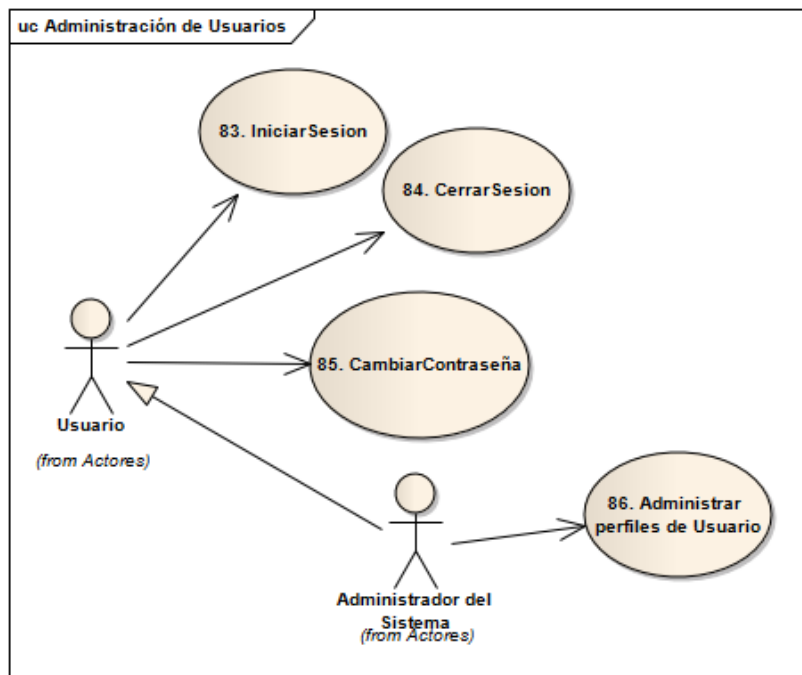 uc Administración de Usuarios
83. IniciarSesion
84. CerrarSesion
85. CambiarContraseña
Usuario
(from Actores)
86. Administrar
perfiles de Usuario
Administrador del
Sistema
(from Actores)